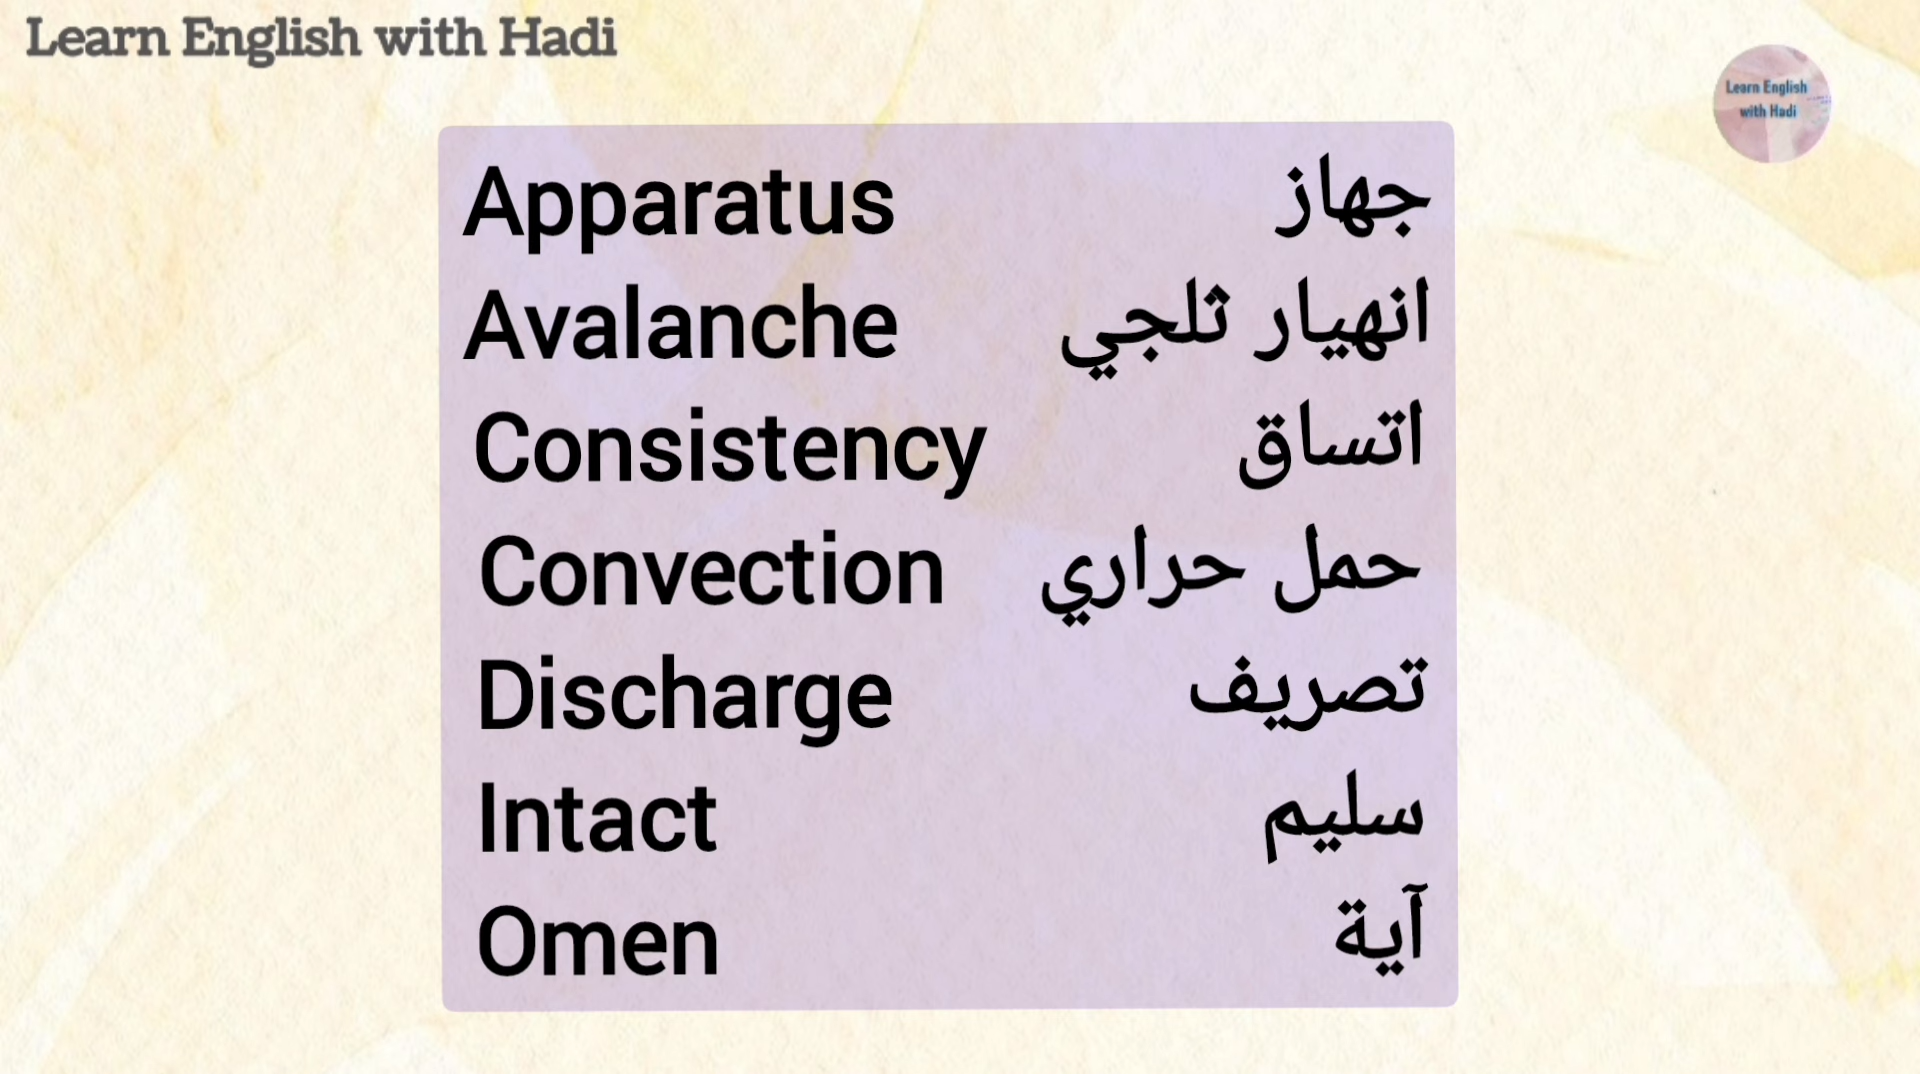 Learn English with Hadi
Learn English
with Hadi
Apparatus جهاز
Avalanche انهيار ثلجي
Consistency اتساق
Convection حمل حراري
Discharge تصريف
Intact سليم
Omen آية